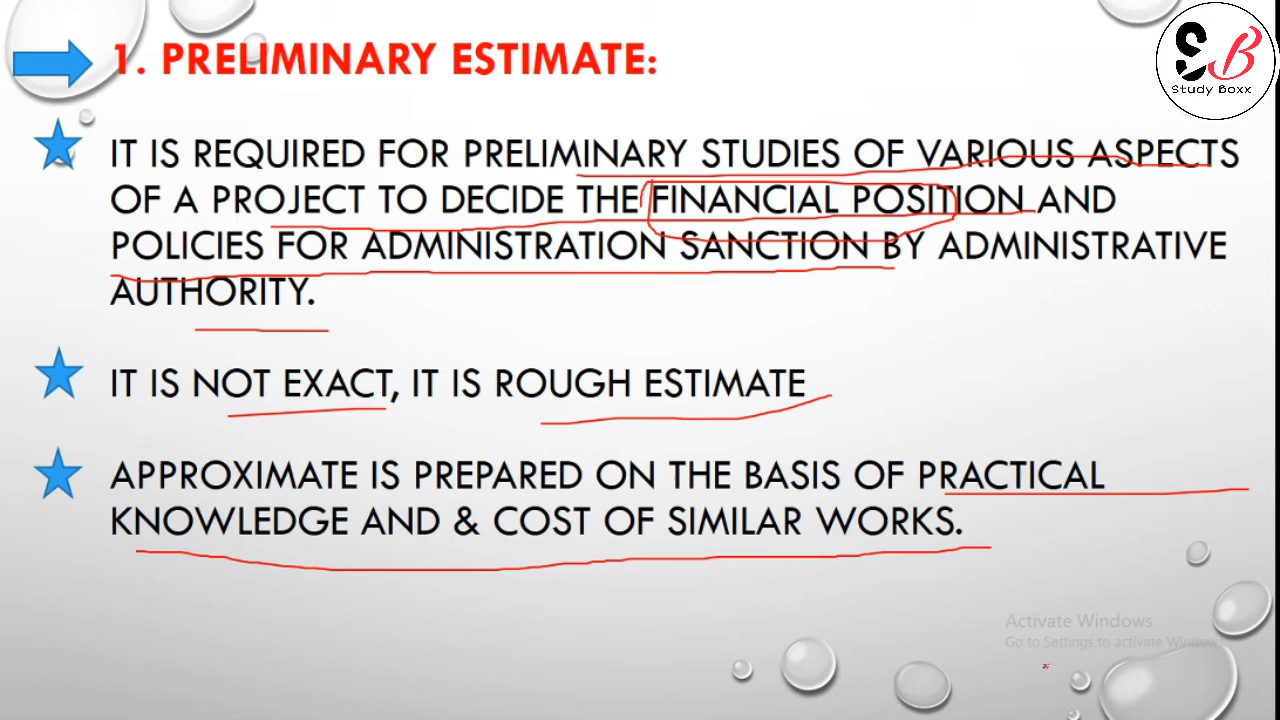 1. PRELIMINARY ESTIMATE:
SB
Study Boxx
IT IS REQUIRED FOR PRELIMINARY STUDIES OF VARIOUS ASPECTS
OF A PROJECT TO DECIDE THE FINANCIAL POSITION AND
POLICIES FOR ADMINISTRATION SANCTION BY ADMINISTRATIVE
AUTHORITY.
IT IS NOT EXACT, IT IS ROUGH ESTIMATE
APPROXIMATE IS PREPARED ON THE BASIS OF PRACTICAL
KNOWLEDGE AND & COST OF SIMILAR WORKS.
Activate Windows
Go to Settings to activate Windows.